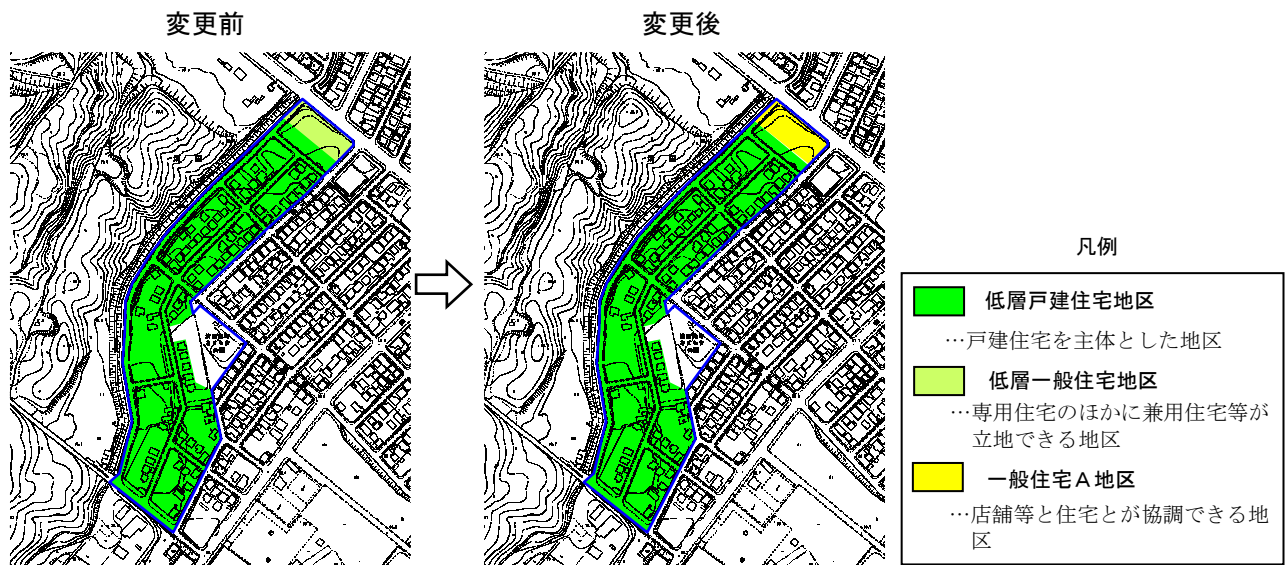 変更前
変更後
凡例
低層戸建住宅地区
…戸建住宅を主体とした地区
低層一般住宅地区
…専用住宅のほかに兼用住宅等が
立地できる地区
一般住宅A地区
…店舗等と住宅とが協調できる地
区